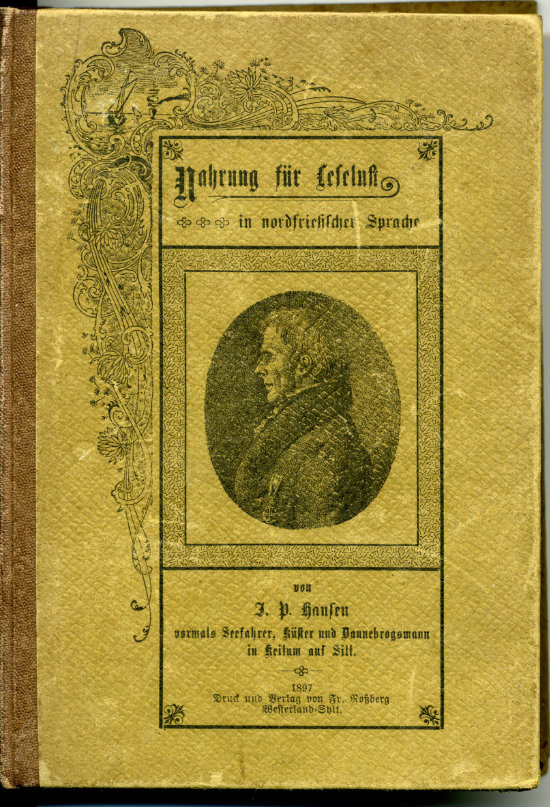 Nahrung für Leselust
in nordfriesischer Sprache
von
J. P. Hansen
vormals Seefahrer, Küster und Dannebrogsmann
in Keitum auf Silt.
1897
Druck und Verlag von Fr. Roßberg
Westerland-Sylt.